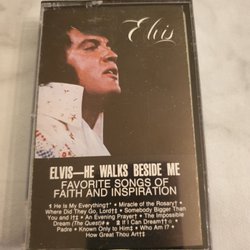 Elvis
ELVIS—HE WALKS BESIDE ME
FAVORITE SONGS OF
FAITH AND INSPIRATION
He Is My Everything* • Miracle of the Rosary†
Where Did They Go, Lord†‡ • Somebody Bigger Than
You and I†‡ • An Evening Prayer† • The Impossible
Dream (The Quest)# • If I Can Dream†‡☆
Padre • Known Only to Him‡ • Who Am I?
How Great Thou Art†‡